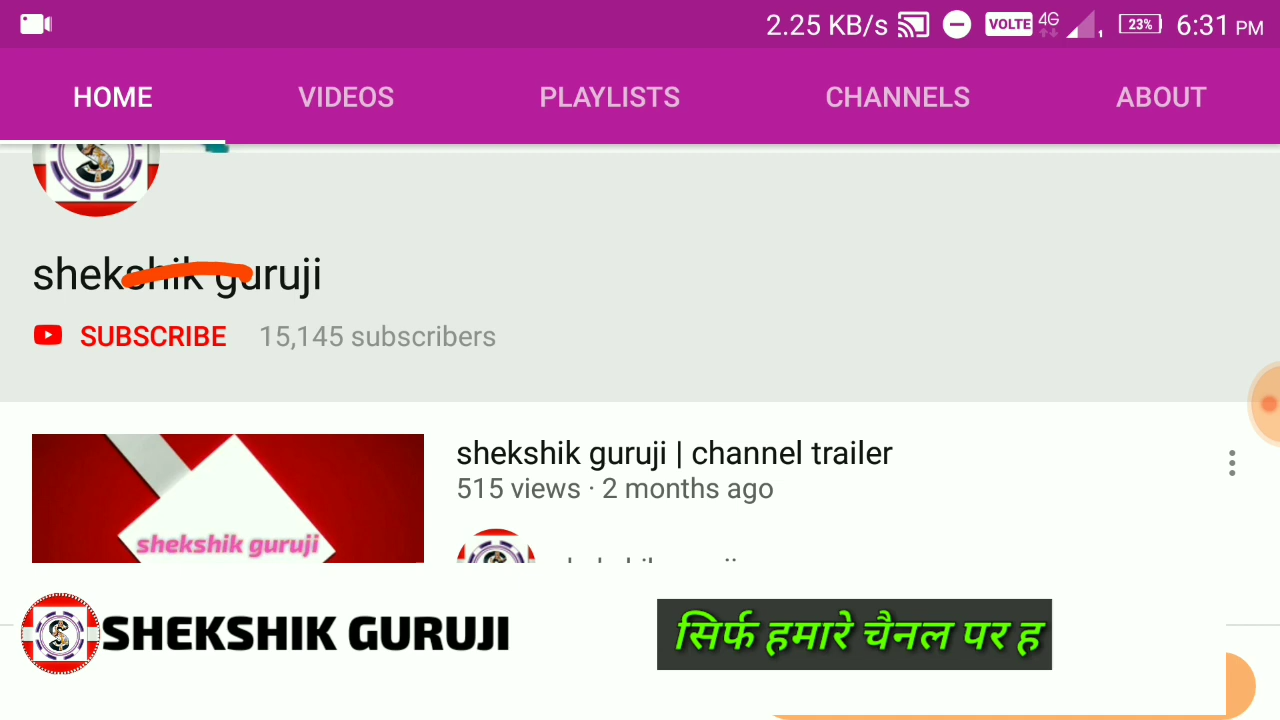 2.25 KB/s VOLTE 4G 1 23% 6:31 PM
HOME VIDEOS PLAYLISTS CHANNELS ABOUT
shekshik guruji
SUBSCRIBE 15,145 subscribers
shekshik guruji | channel trailer
515 views · 2 months ago
shekshik guruji
SHEKSHIK GURUJI
सिर्फ हमारे चैनल पर ह